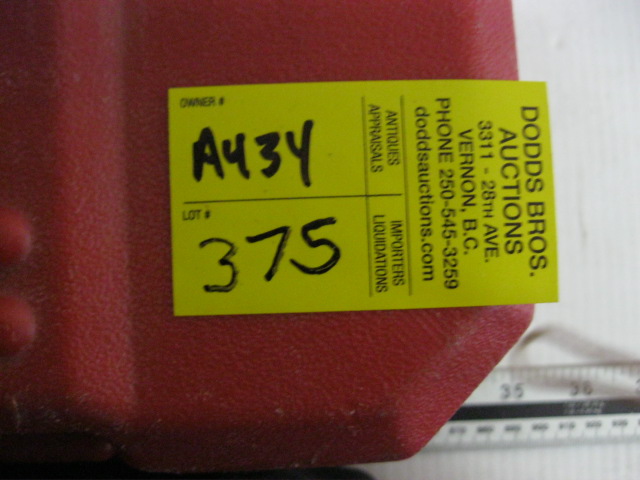 OWNER #
A434
LOT #
375
ANTIQUES
APPRAISALS
IMPORTERS
LIQUIDATIONS
DODDS BROS.
AUCTIONS
3311 - 28TH AVE.
VERNON, B.C.
PHONE 250-545-3259
doddsauctions.com
35 36